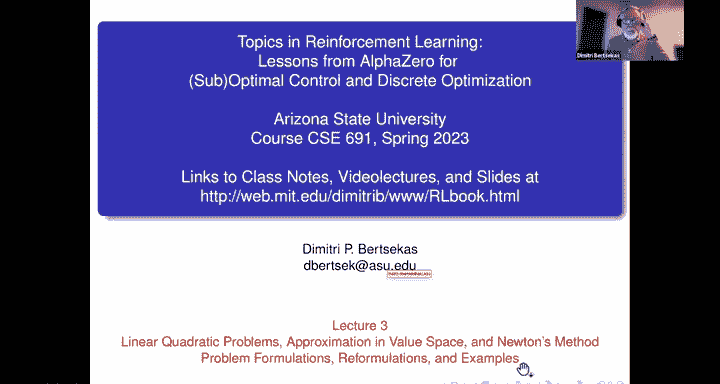 Topics in Reinforcement Learning:
Lessons from AlphaZero for
(Sub)Optimal Control and Discrete Optimization
Arizona State University
Course CSE 691, Spring 2023
Links to Class Notes, Videolectures, and Slides at
http://web.mit.edu/dimitrib/www/RLbook.html
Dimitri Bertsekas
Dimitri P. Bertsekas
dbertsek@asu.edu
Lecture 3
Linear Quadratic Problems, Approximation in Value Space, and Newton's Method
Problem Formulations, Reformulations, and Examples